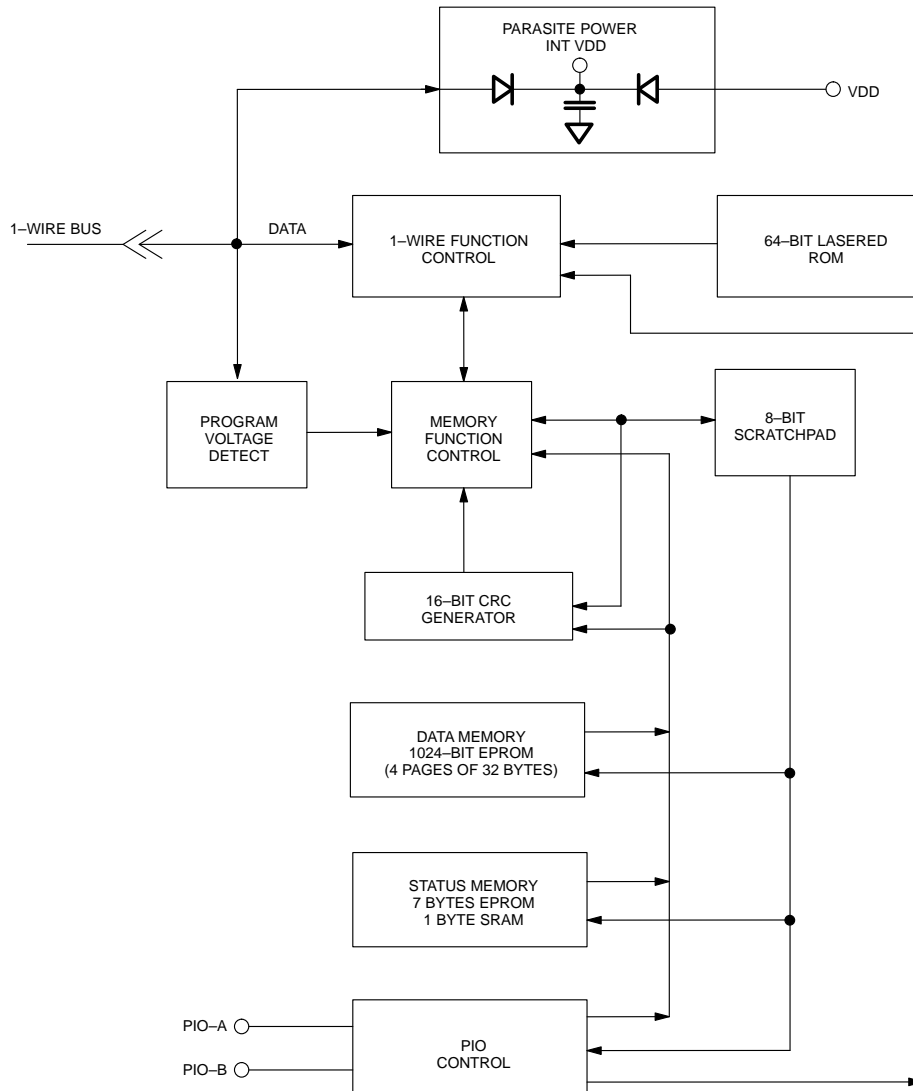 PARASITE POWER
INT VDD
VDD
1–WIRE BUS
DATA
1–WIRE FUNCTION
CONTROL
64–BIT LASERED
ROM
PROGRAM
VOLTAGE
DETECT
MEMORY
FUNCTION
CONTROL
8–BIT
SCRATCHPAD
16–BIT CRC
GENERATOR
DATA MEMORY
1024–BIT EPROM
(4 PAGES OF 32 BYTES)
STATUS MEMORY
7 BYTES EPROM
1 BYTE SRAM
PIO–A
PIO–B
PIO
CONTROL